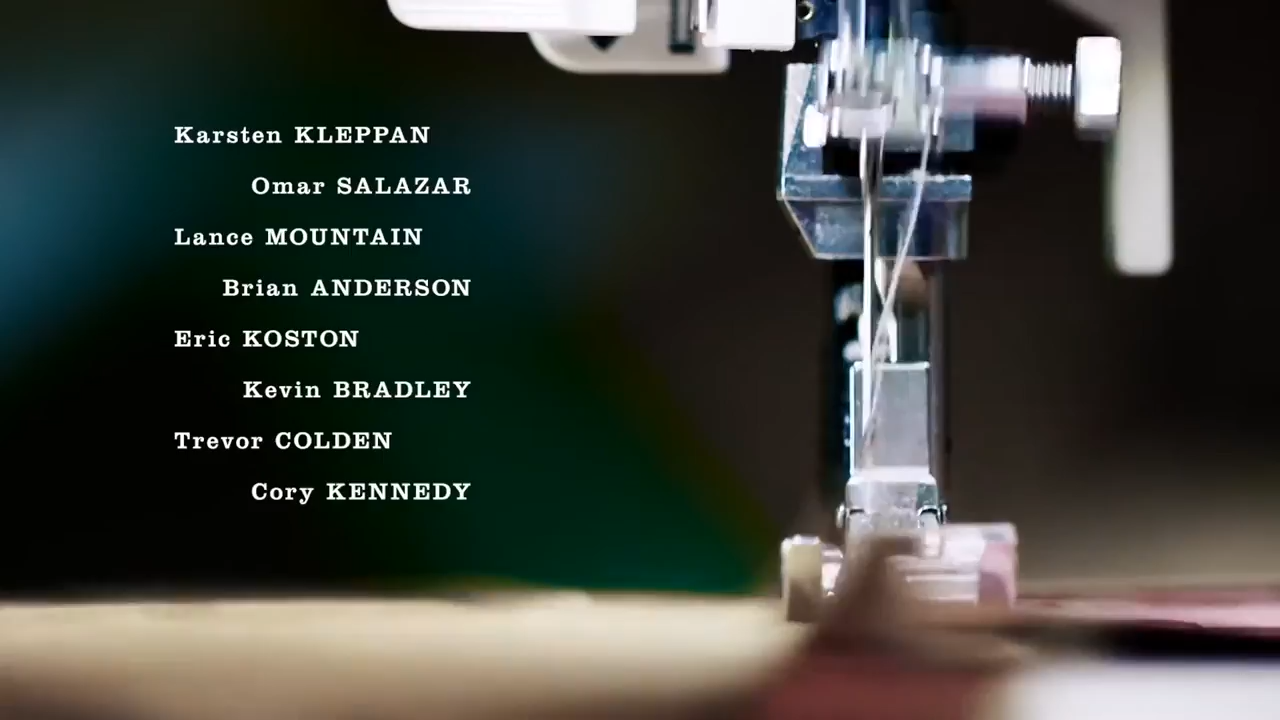 Karsten KLEPPAN
Omar SALAZAR
Lance MOUNTAIN
Brian ANDERSON
Eric KOSTON
Kevin BRADLEY
Trevor COLDEN
Cory KENNEDY